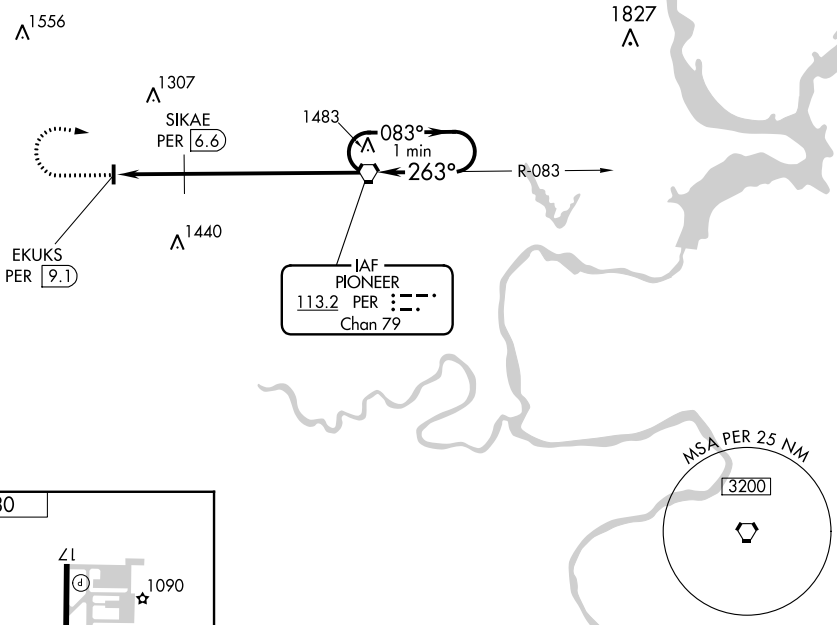 1556
1827
1307
SIKAE
PER 6.6
1483
083°
1 min
263°
R-083
1440
EKUKS
PER 9.1
IAF
PIONEER
113.2 PER
Chan 79
MSA PER 25 NM
3200
17
P
1090